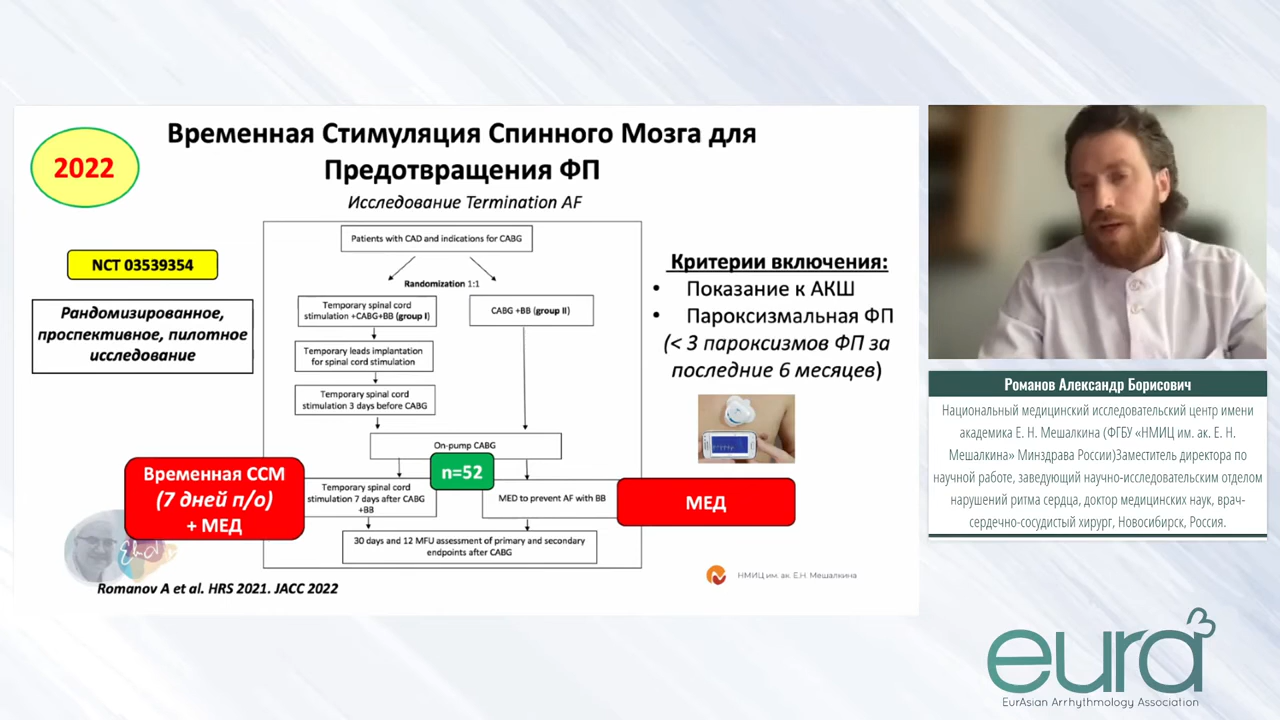 Временная Стимуляция Спинного Мозга для
Предотвращения ФП
2022
Исследование Termination AF
NCT 03539354
Рандомизированное,
проспективное, пилотное
исследование
Patients with CAD and indications for CABG
Randomization 1:1
Temporary spinal cord
stimulation +CABG+BB (group I)
CABG +BB (group II)
Temporary leads implantation
for spinal cord stimulation
Temporary spinal cord
stimulation 3 days before CABG
On-pump CABG
n=52
Временная ССМ
(7 дней п/о)
+ МЕД
Temporary spinal cord
stimulation 7 days after CABG
+BB
MED to prevent AF with BB
МЕД
30 days and 12 MFU assessment of primary and secondary
endpoints after CABG
Критерии включения:
• Показание к АКШ
• Пароксизмальная ФП
(< 3 пароксизмов ФП за
последние 6 месяцев)
НМИЦ им. ак. Е.Н. Мешалкина
Romanov A et al. HRS 2021. JACC 2022
Романов Александр Борисович
Национальный медицинский исследовательский центр имени
академика Е. Н. Мешалкина (ФГБУ «НМИЦ им. ак. Е. Н.
Мешалкина» Минздрава России)Заместитель директора по
научной работе, заведующий научно-исследовательским отделом
нарушений ритма сердца, доктор медицинских наук, врач-
сердечно-сосудистый хирург, Новосибирск, Россия.
eura
EurAsian Arrhythmology Association